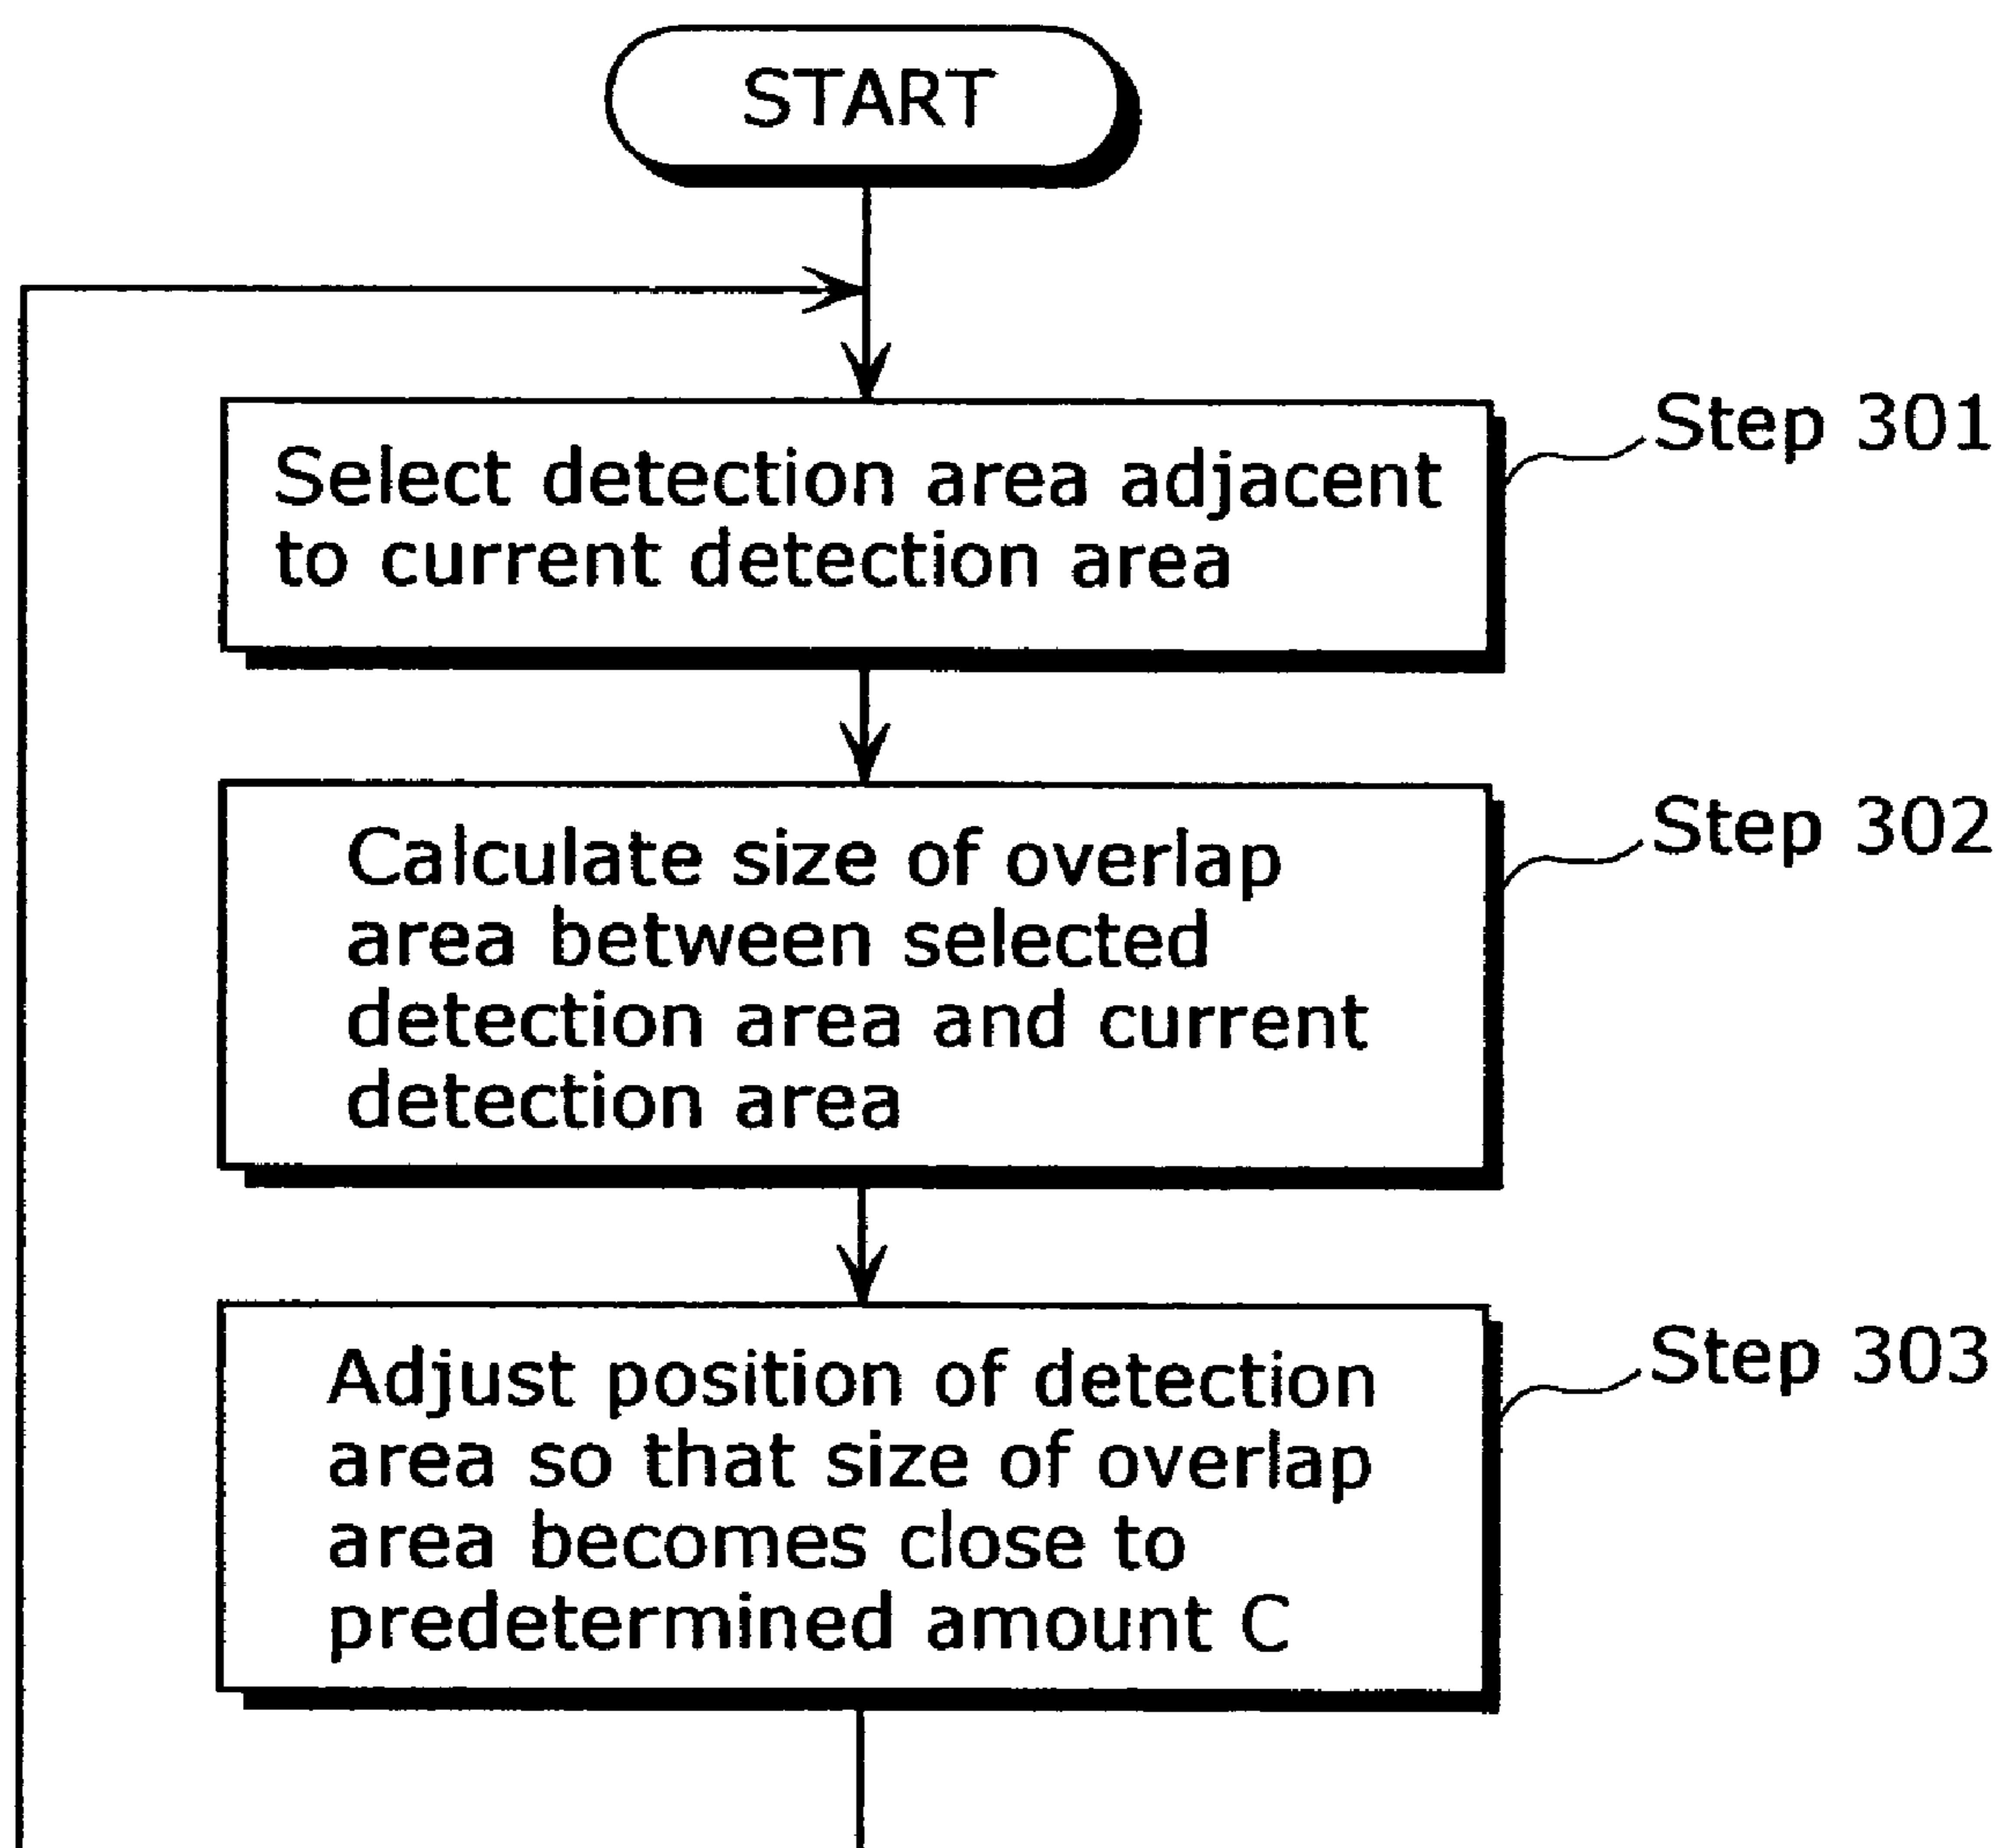 START
Step 301
Select detection area adjacent
to current detection area
Step 302
Calculate size of overlap
area between selected
detection area and current
detection area
Step 303
Adjust position of detection
area so that size of overlap
area becomes close to
predetermined amount C